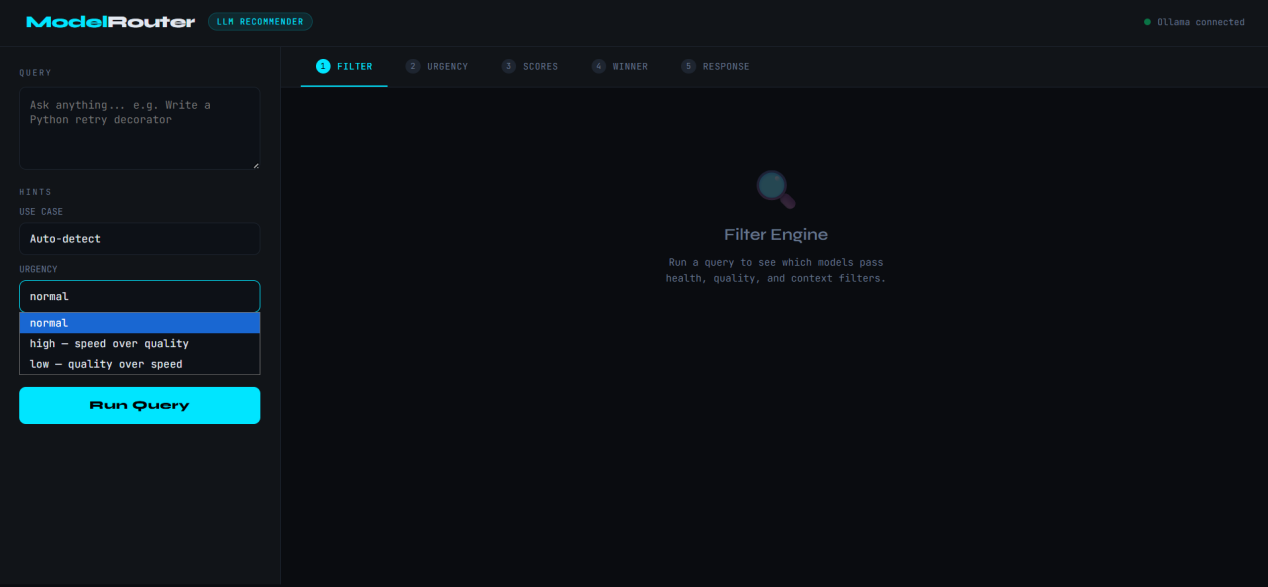 ModelRouter
LLM RECOMMENDER
Ollama connected
QUERY
Ask anything... e.g. Write a
Python retry decorator
HINTS
USE CASE
Auto-detect
URGENCY
normal
normal
high — speed over quality
low — quality over speed
Run Query
1 FILTER
2 URGENCY
3 SCORES
4 WINNER
5 RESPONSE
Filter Engine
Run a query to see which models pass
health, quality, and context filters.